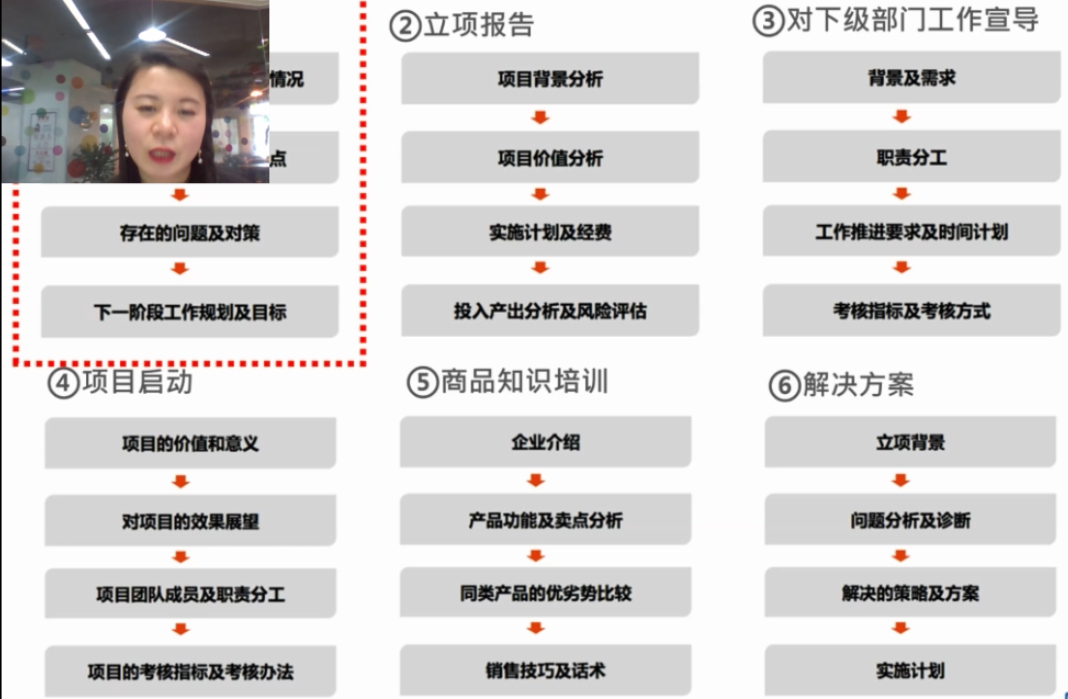 情况
点
存在的问题及对策
下一阶段工作规划及目标
②立项报告
项目背景分析
项目价值分析
实施计划及经费
投入产出分析及风险评估
③对下级部门工作宣导
背景及需求
职责分工
工作推进要求及时间计划
考核指标及考核方式
④项目启动
项目的价值和意义
对项目的效果展望
项目团队成员及职责分工
项目的考核指标及考核办法
⑤商品知识培训
企业介绍
产品功能及卖点分析
同类产品的优劣势比较
销售技巧及话术
⑥解决方案
立项背景
问题分析及诊断
解决的策略及方案
实施计划